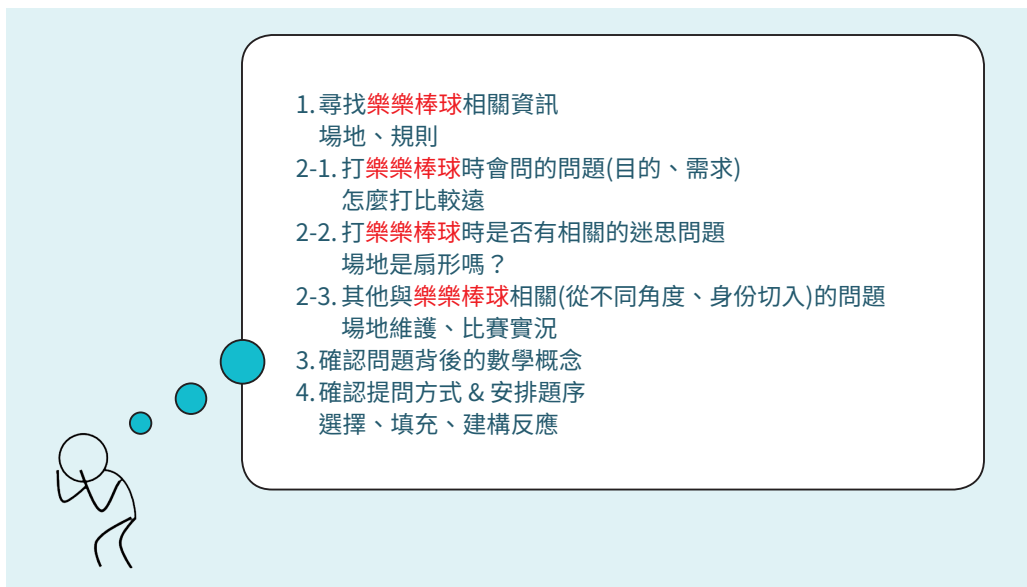 1.尋找樂樂棒球相關資訊
場地、規則
2-1.打樂樂棒球時會問的問題(目的、需求)
怎麼打比較遠
2-2.打樂樂棒球時是否有相關的迷思問題
場地是扇形嗎？
2-3.其他與樂樂棒球相關(從不同角度、身份切入)的問題
場地維護、比賽實況
3.確認問題背後的數學概念
4.確認提問方式 & 安排題序
選擇、填充、建構反應